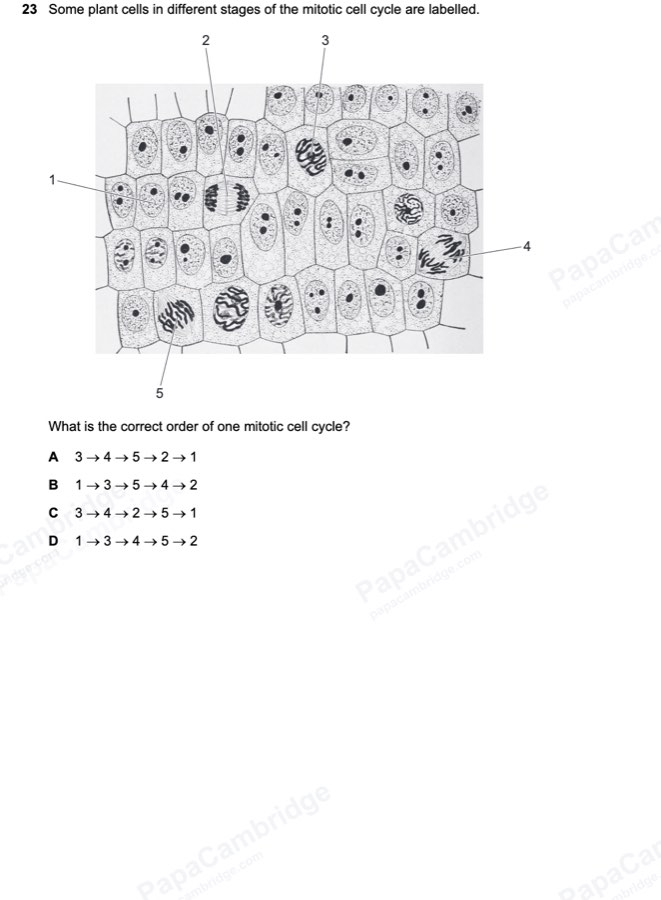 23 Some plant cells in different stages of the mitotic cell cycle are labelled.
2 3
1
4
5
What is the correct order of one mitotic cell cycle?
A 3 → 4 → 5 → 2 → 1
B 1 → 3 → 5 → 4 → 2
C 3 → 4 → 2 → 5 → 1
D 1 → 3 → 4 → 5 → 2
PapaCambridge
papacambridge.com
PapaCambridge